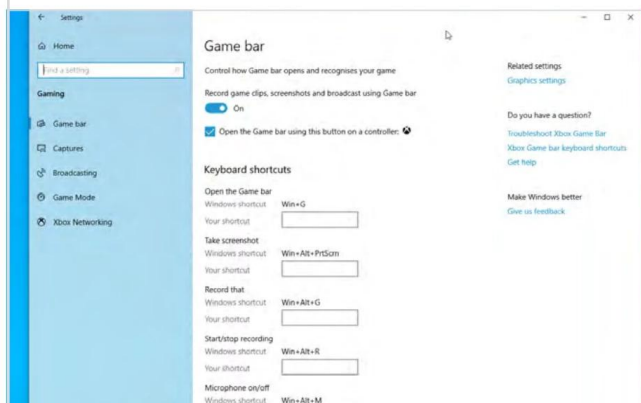 Settings
Home
Find a setting
Gaming
Game bar
Captures
Broadcasting
Game Mode
Xbox Networking
Game bar
Control how Game bar opens and recognises your game
Record game clips, screenshots and broadcast using Game bar
On
Open the Game bar using this button on a controller:
Keyboard shortcuts
Open the Game bar
Windows shortcut Win+G
Your shortcut
Take screenshot
Windows shortcut Win+Alt+PrtScrn
Your shortcut
Record that
Windows shortcut Win+Alt+G
Your shortcut
Start/stop recording
Windows shortcut Win+Alt+R
Your shortcut
Microphone on/off
Windows shortcut Win+Alt+M
Related settings
Graphics settings
Do you have a question?
Troubleshoot Xbox Game Bar
Xbox Game bar keyboard shortcuts
Get help
Make Windows better
Give us feedback